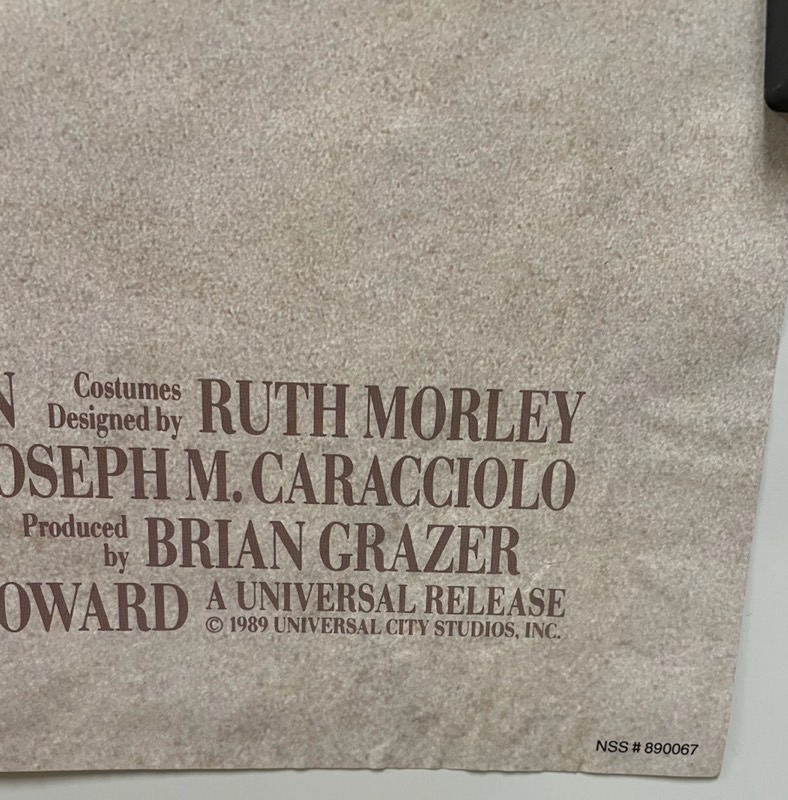 N Costumes Designed by RUTH MORLEY
OSEPH M. CARACCIOLO
Produced by BRIAN GRAZER
OWARD A UNIVERSAL RELEASE
© 1989 UNIVERSAL CITY STUDIOS, INC.
NSS # 890067